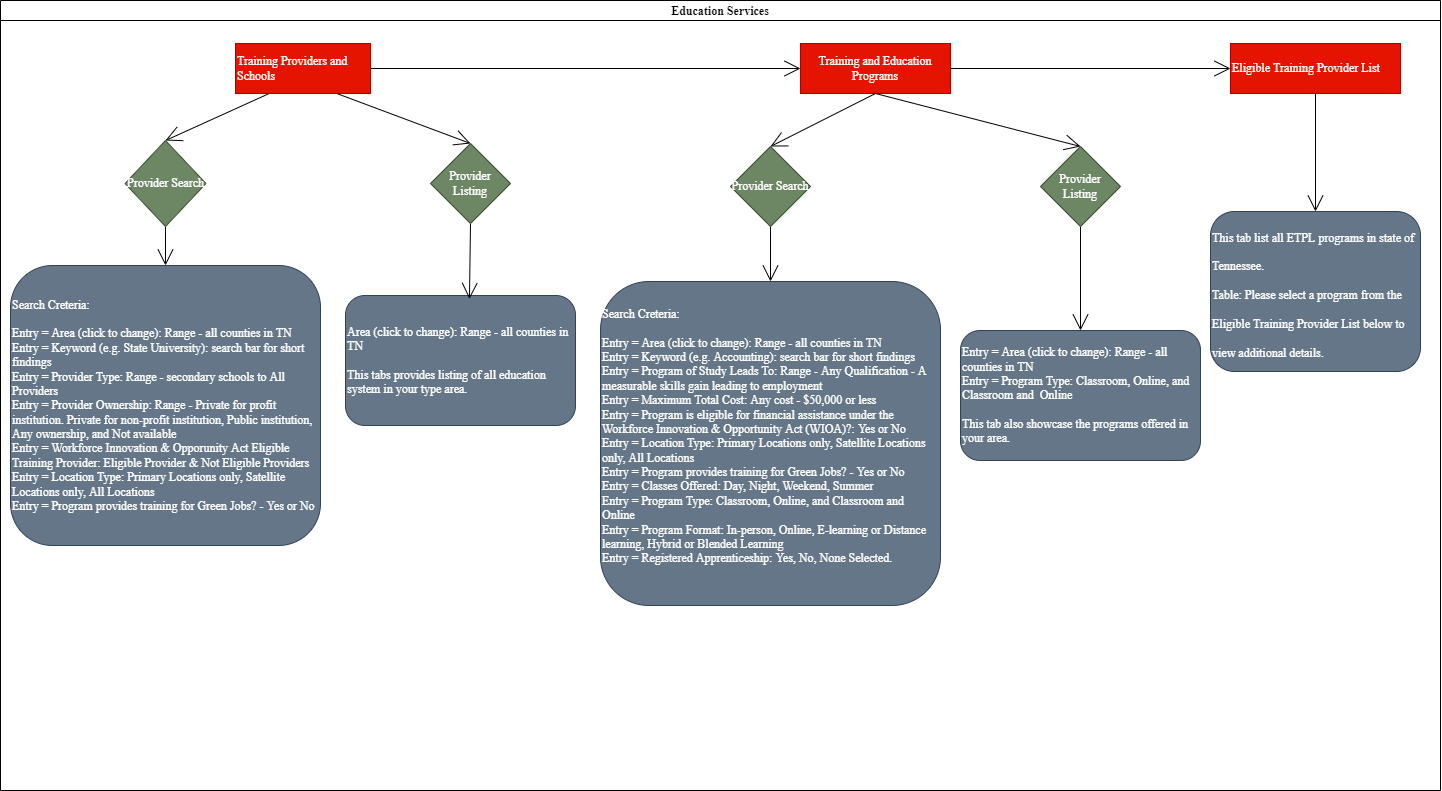 Education Services
Training Providers and
Schools
Training and Education
Programs
Eligible Training Provider List
Provider Search
Provider
Listing
Provider Search
Provider
Listing
Search Creteria:
Entry = Area (click to change): Range - all counties in TN
Entry = Keyword (e.g. State University): search bar for short
findings
Entry = Provider Type: Range - secondary schools to All
Providers
Entry = Provider Ownership: Range - Private for profit
institution. Private for non-profit institution, Public institution,
Any ownership, and Not available
Entry = Workforce Innovation & Opporunity Act Eligible
Training Provider: Eligible Provider & Not Eligible Providers
Entry = Location Type: Primary Locations only, Satellite
Locations only, All Locations
Entry = Program provides training for Green Jobs? - Yes or No
Area (click to change): Range - all counties in
TN
This tabs provides listing of all education
system in your type area.
Search Creteria:
Entry = Area (click to change): Range - all counties in TN
Entry = Keyword (e.g. Accounting): search bar for short findings
Entry = Program of Study Leads To: Range - Any Qualification - A
measurable skills gain leading to employment
Entry = Maximum Total Cost: Any cost - $50,000 or less
Entry = Program is eligible for financial assistance under the
Workforce Innovation & Opportunity Act (WIOA)?: Yes or No
Entry = Location Type: Primary Locations only, Satellite Locations
only, All Locations
Entry = Program provides training for Green Jobs? - Yes or No
Entry = Classes Offered: Day, Night, Weekend, Summer
Entry = Program Type: Classroom, Online, and Classroom and
Online
Entry = Program Format: In-person, Online, E-learning or Distance
learning, Hybrid or Blended Learning
Entry = Registered Apprenticeship: Yes, No, None Selected.
Entry = Area (click to change): Range - all
counties in TN
Entry = Program Type: Classroom, Online, and
Classroom and  Online
This tab also showcase the programs offered in
your area.
This tab list all ETPL programs in state of
Tennessee.
Table: Please select a program from the
Eligible Training Provider List below to
view additional details.